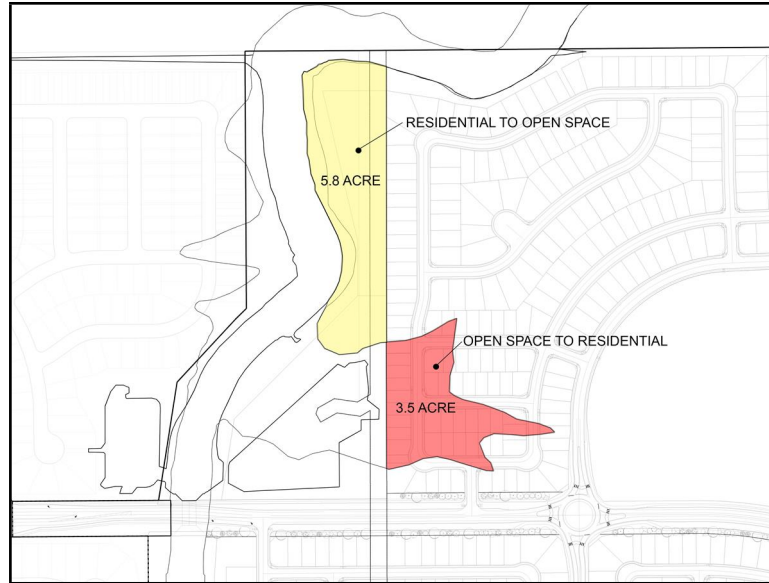 RESIDENTIAL TO OPEN SPACE
5.8 ACRE
OPEN SPACE TO RESIDENTIAL
3.5 ACRE